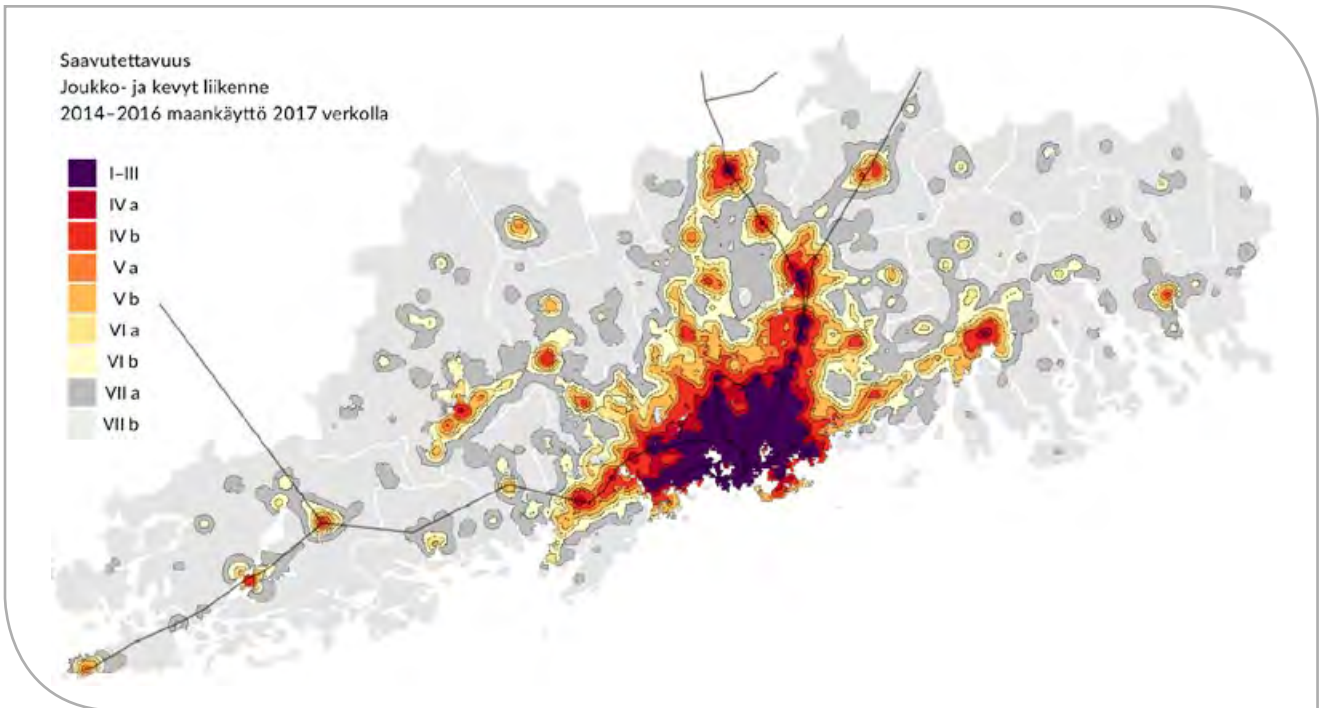 Saavutettavuus
Joukko- ja kevyt liikenne
2014–2016 maankäyttö 2017 verkolla
I–III
IV a
IV b
V a
V b
VI a
VI b
VII a
VII b